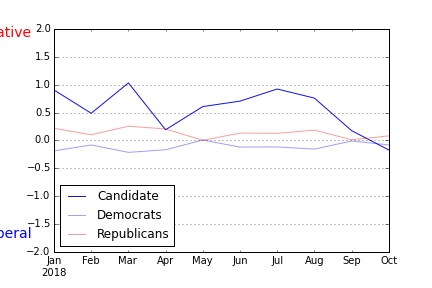 ative
2.0
1.5
1.0
0.5
0.0
−0.5
−1.0
−1.5
−2.0
beral
Candidate
Democrats
Republicans
Jan Feb Mar Apr May Jun Jul Aug Sep Oct
2018